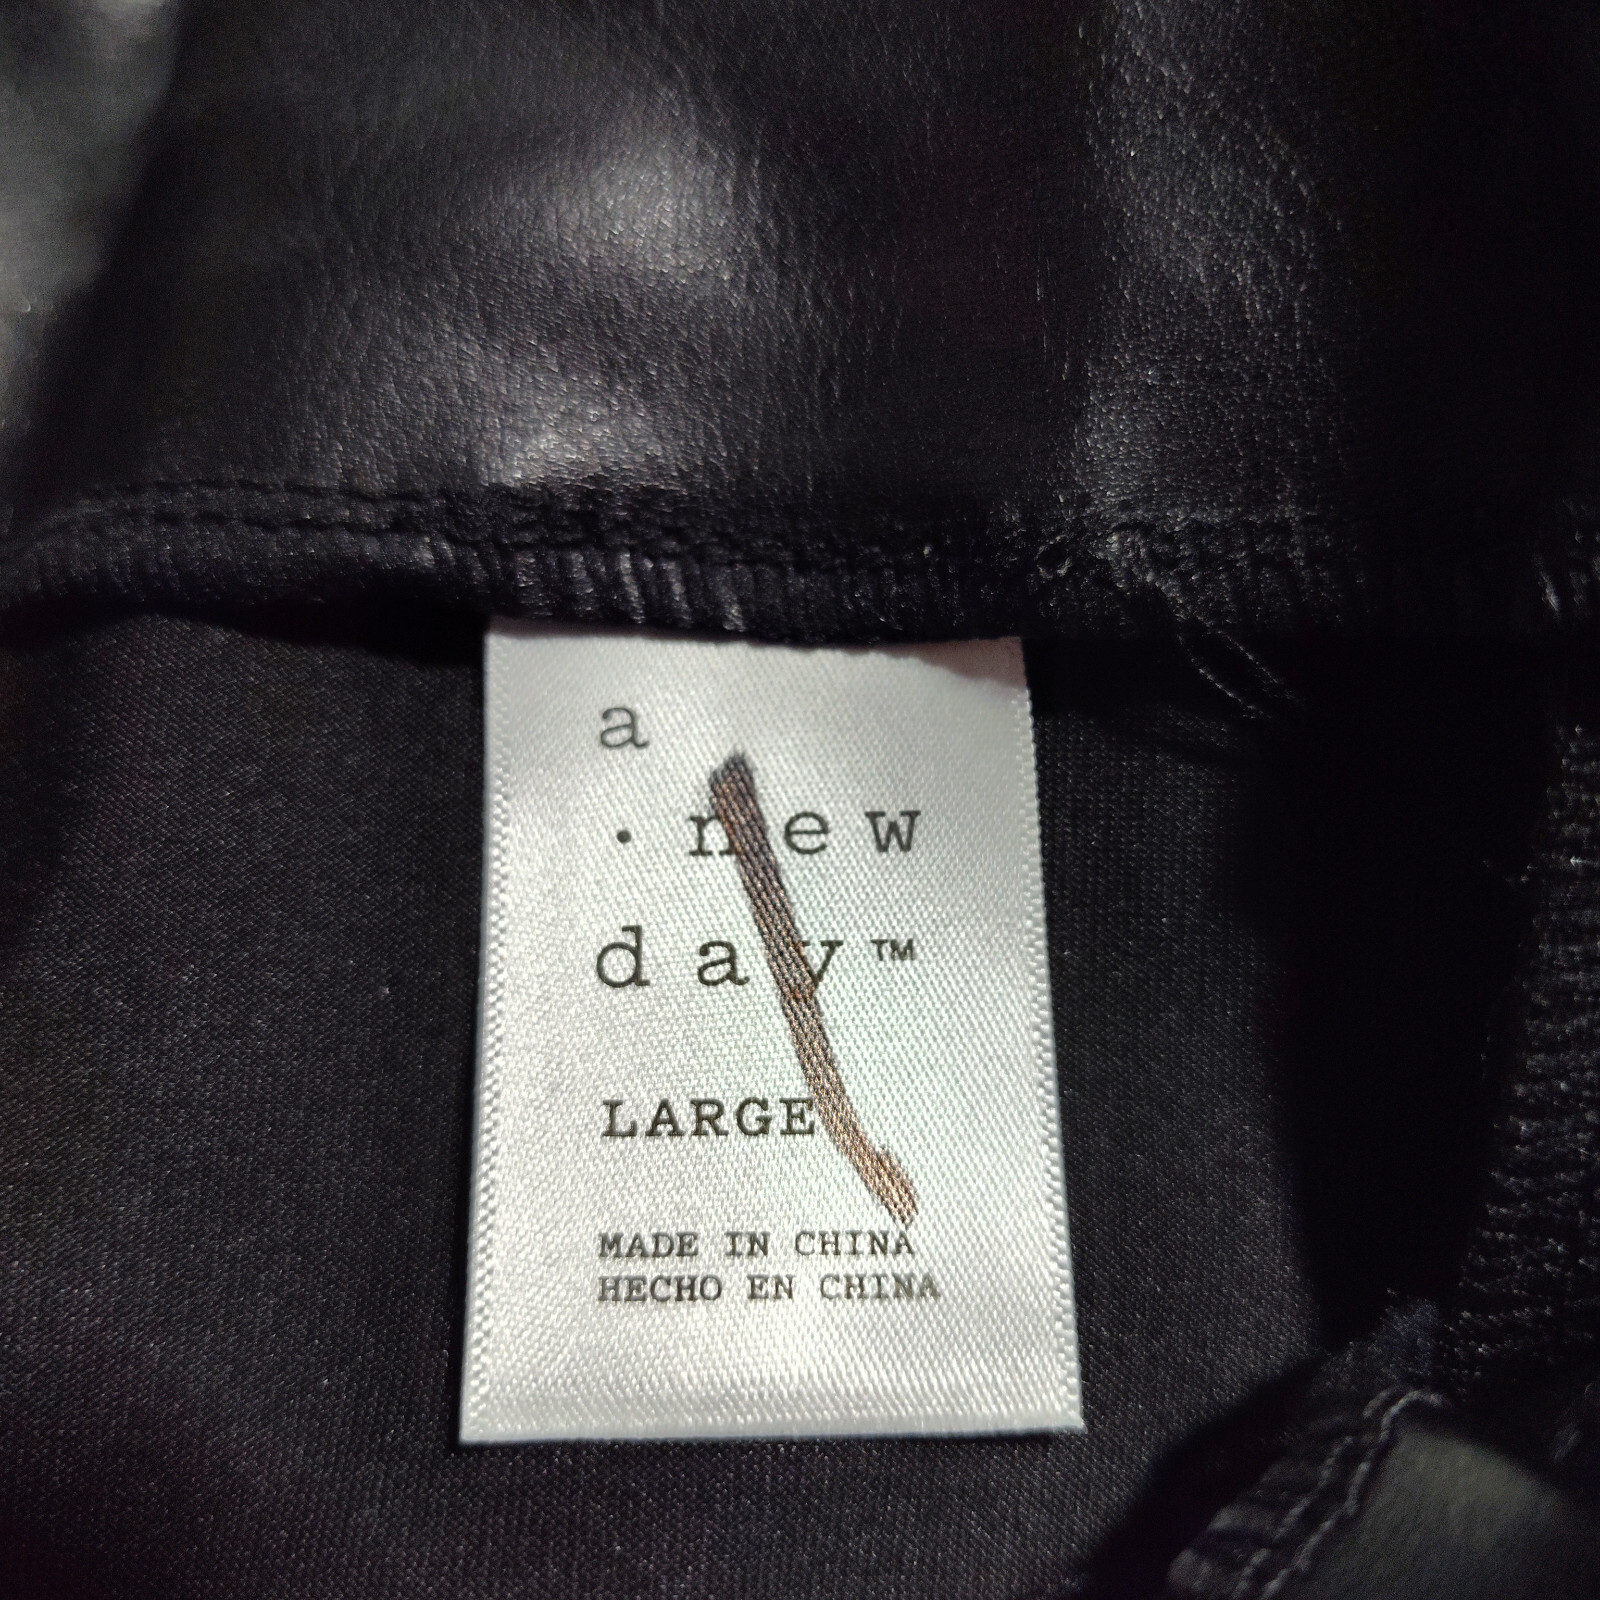 a
· new
day™
LARGE
MADE IN CHINA
HECHO EN CHINA